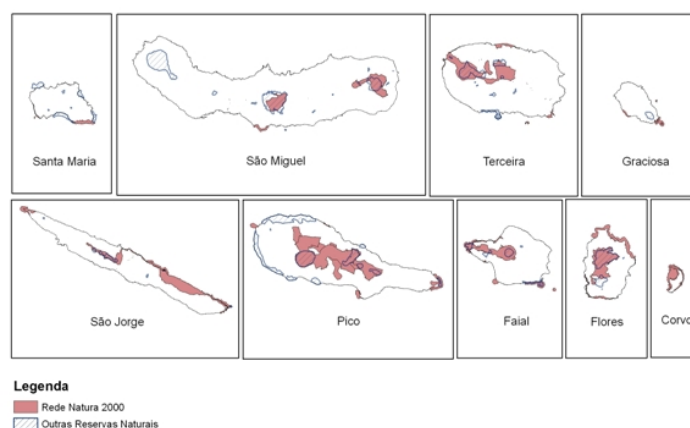 Santa Maria
São Miguel
Terceira
Graciosa
São Jorge
Pico
Faial
Flores
Corvo
Legenda
Rede Natura 2000
Outras Reservas Naturais